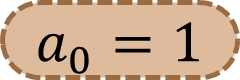 a₀ = 1